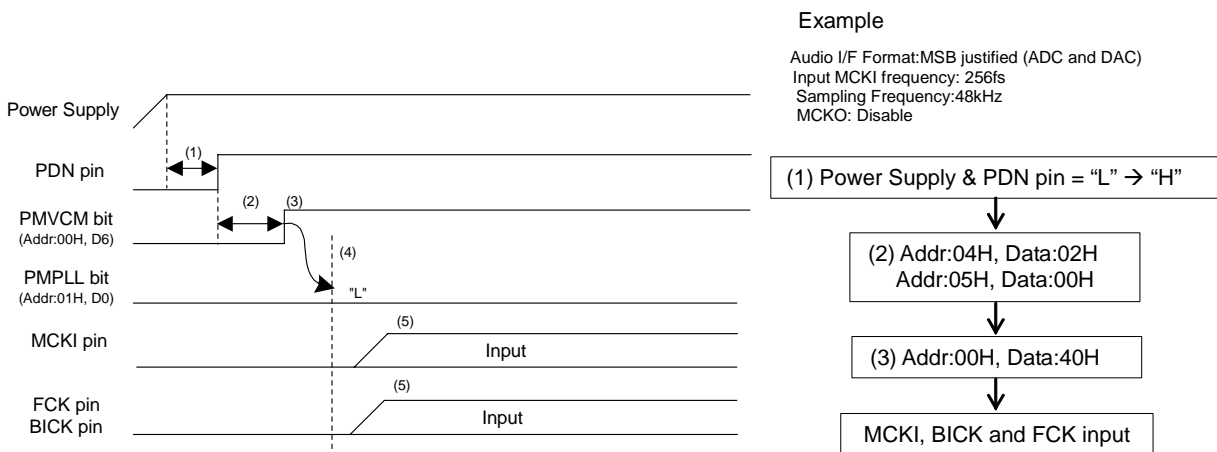 Example
Audio I/F Format:MSB justified (ADC and DAC)
Input MCKI frequency: 256fs
Sampling Frequency:48kHz
MCKO: Disable
Power Supply
(1)
PDN pin
(2)
(3)
PMVCM bit
(Addr:00H, D6)
(4)
PMPLL bit
(Addr:01H, D0)
"L"
(5)
MCKI pin
Input
(5)
FCK pin
BICK pin
Input
(1) Power Supply & PDN pin = “L” → “H”
(2) Addr:04H, Data:02H
Addr:05H, Data:00H
(3) Addr:00H, Data:40H
MCKI, BICK and FCK input